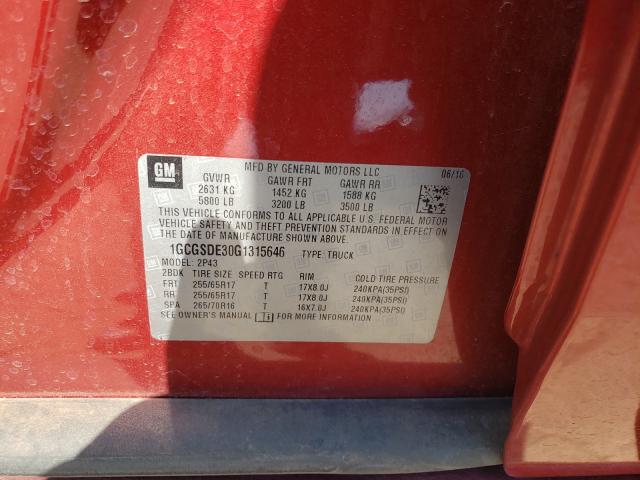 GM
MFD BY GENERAL MOTORS LLC 06/16
GVWR GAWR FRT GAWR RR
2631 KG 1452 KG 1588 KG
5800 LB 3200 LB 3500 LB
THIS VEHICLE CONFORMS TO ALL APPLICABLE U.S. FEDERAL MOTOR
VEHICLE SAFETY AND THEFT PREVENTION STANDARDS IN EFFECT ON
THE DATE OF MANUFACTURE SHOWN ABOVE.
1GCGSDE30G1315646 TYPE: TRUCK
MODEL: 2P43
2BDK TIRE SIZE SPEED RTG RIM COLD TIRE PRESSURE
FRT 255/65R17 T 17X8.0J 240KPA(35PSI)
RR 255/65R17 T 17X8.0J 240KPA(35PSI)
SPA 265/70R16 T 16X7.0J 240KPA(35PSI)
SEE OWNER'S MANUAL